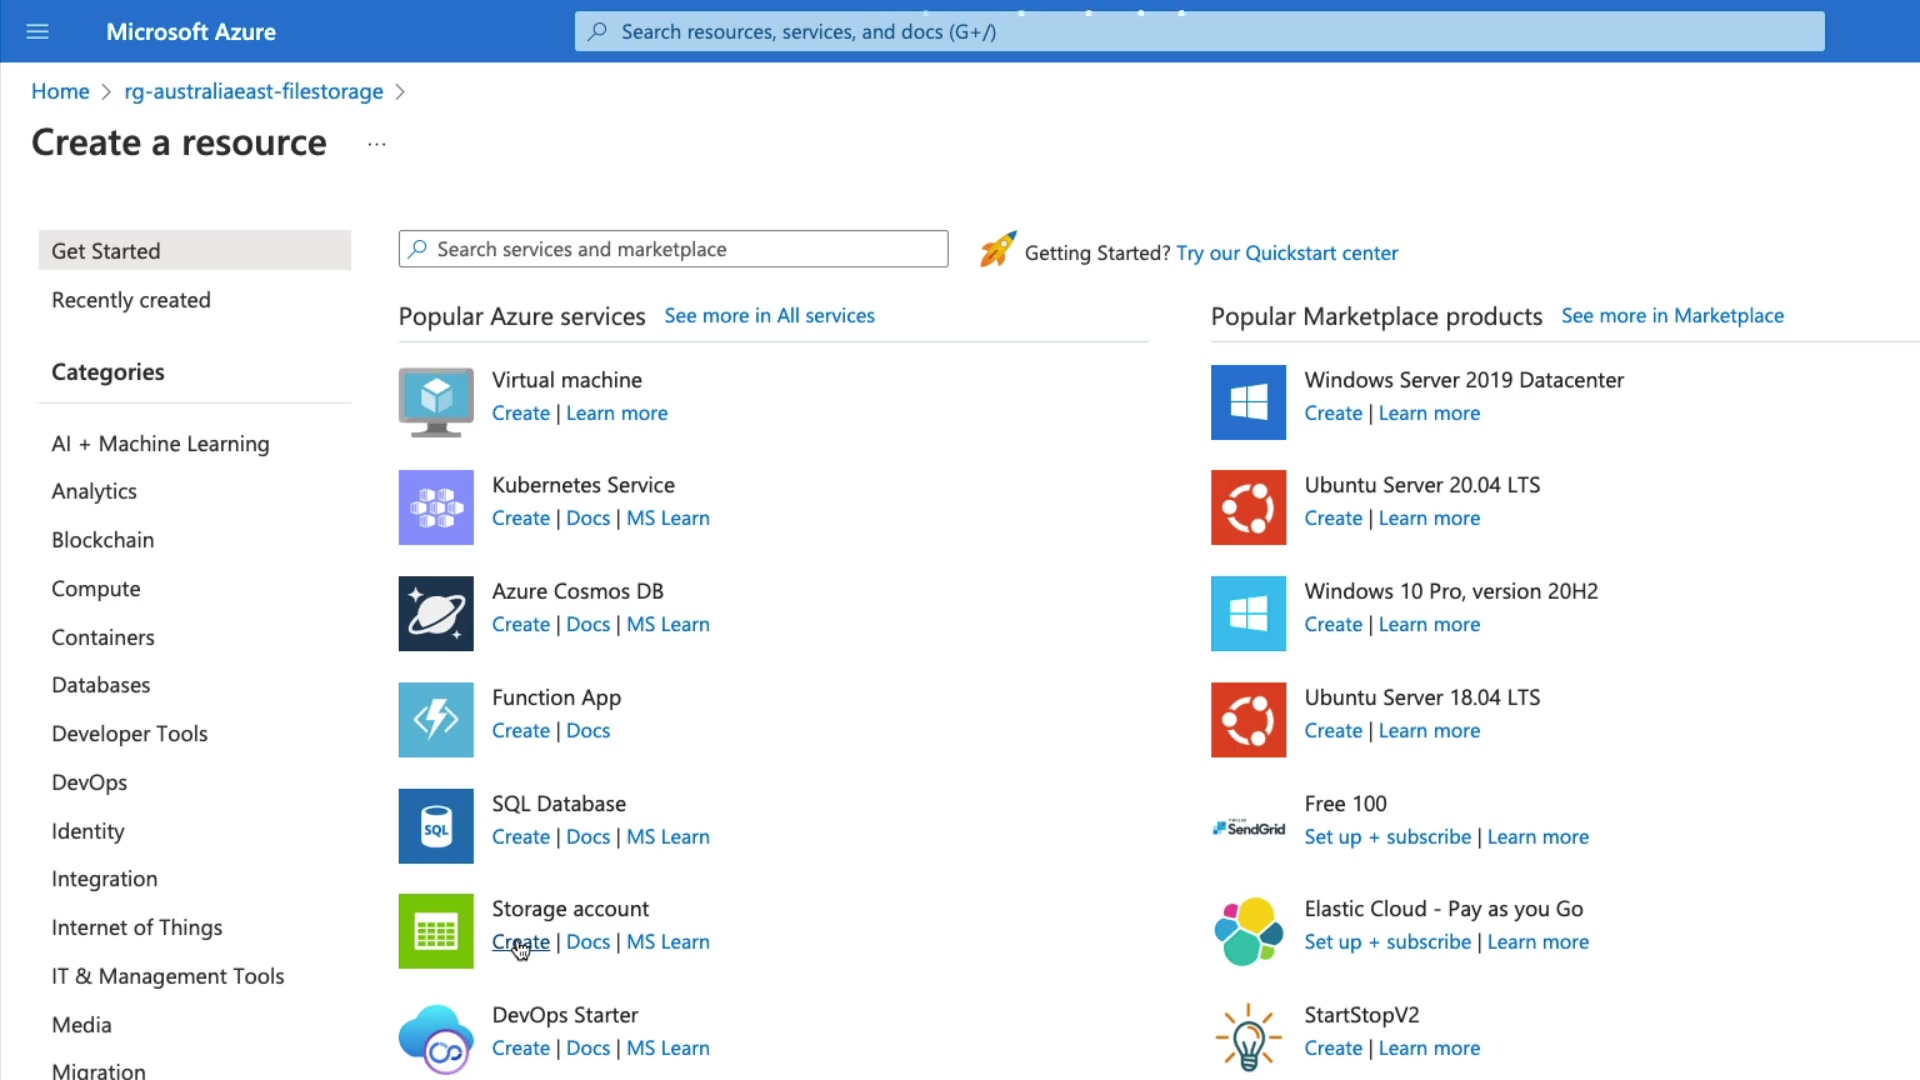 Microsoft Azure
Search resources, services, and docs (G+/)
Home > rg-australiaeast-filestorage >
Create a resource ...
Get Started
Recently created
Categories
AI + Machine Learning
Analytics
Blockchain
Compute
Containers
Databases
Developer Tools
DevOps
Identity
Integration
Internet of Things
IT & Management Tools
Media
Migration
Search services and marketplace
Getting Started? Try our Quickstart center
Popular Azure services See more in All services
Virtual machine
Create | Learn more
Kubernetes Service
Create | Docs | MS Learn
Azure Cosmos DB
Create | Docs | MS Learn
Function App
Create | Docs
SQL
SQL Database
Create | Docs | MS Learn
Storage account
Create | Docs | MS Learn
DevOps Starter
Create | Docs | MS Learn
Popular Marketplace products See more in Marketplace
Windows Server 2019 Datacenter
Create | Learn more
Ubuntu Server 20.04 LTS
Create | Learn more
Windows 10 Pro, version 20H2
Create | Learn more
Ubuntu Server 18.04 LTS
Create | Learn more
SendGrid
Free 100
Set up + subscribe | Learn more
Elastic Cloud - Pay as you Go
Set up + subscribe | Learn more
StartStopV2
Create | Learn more